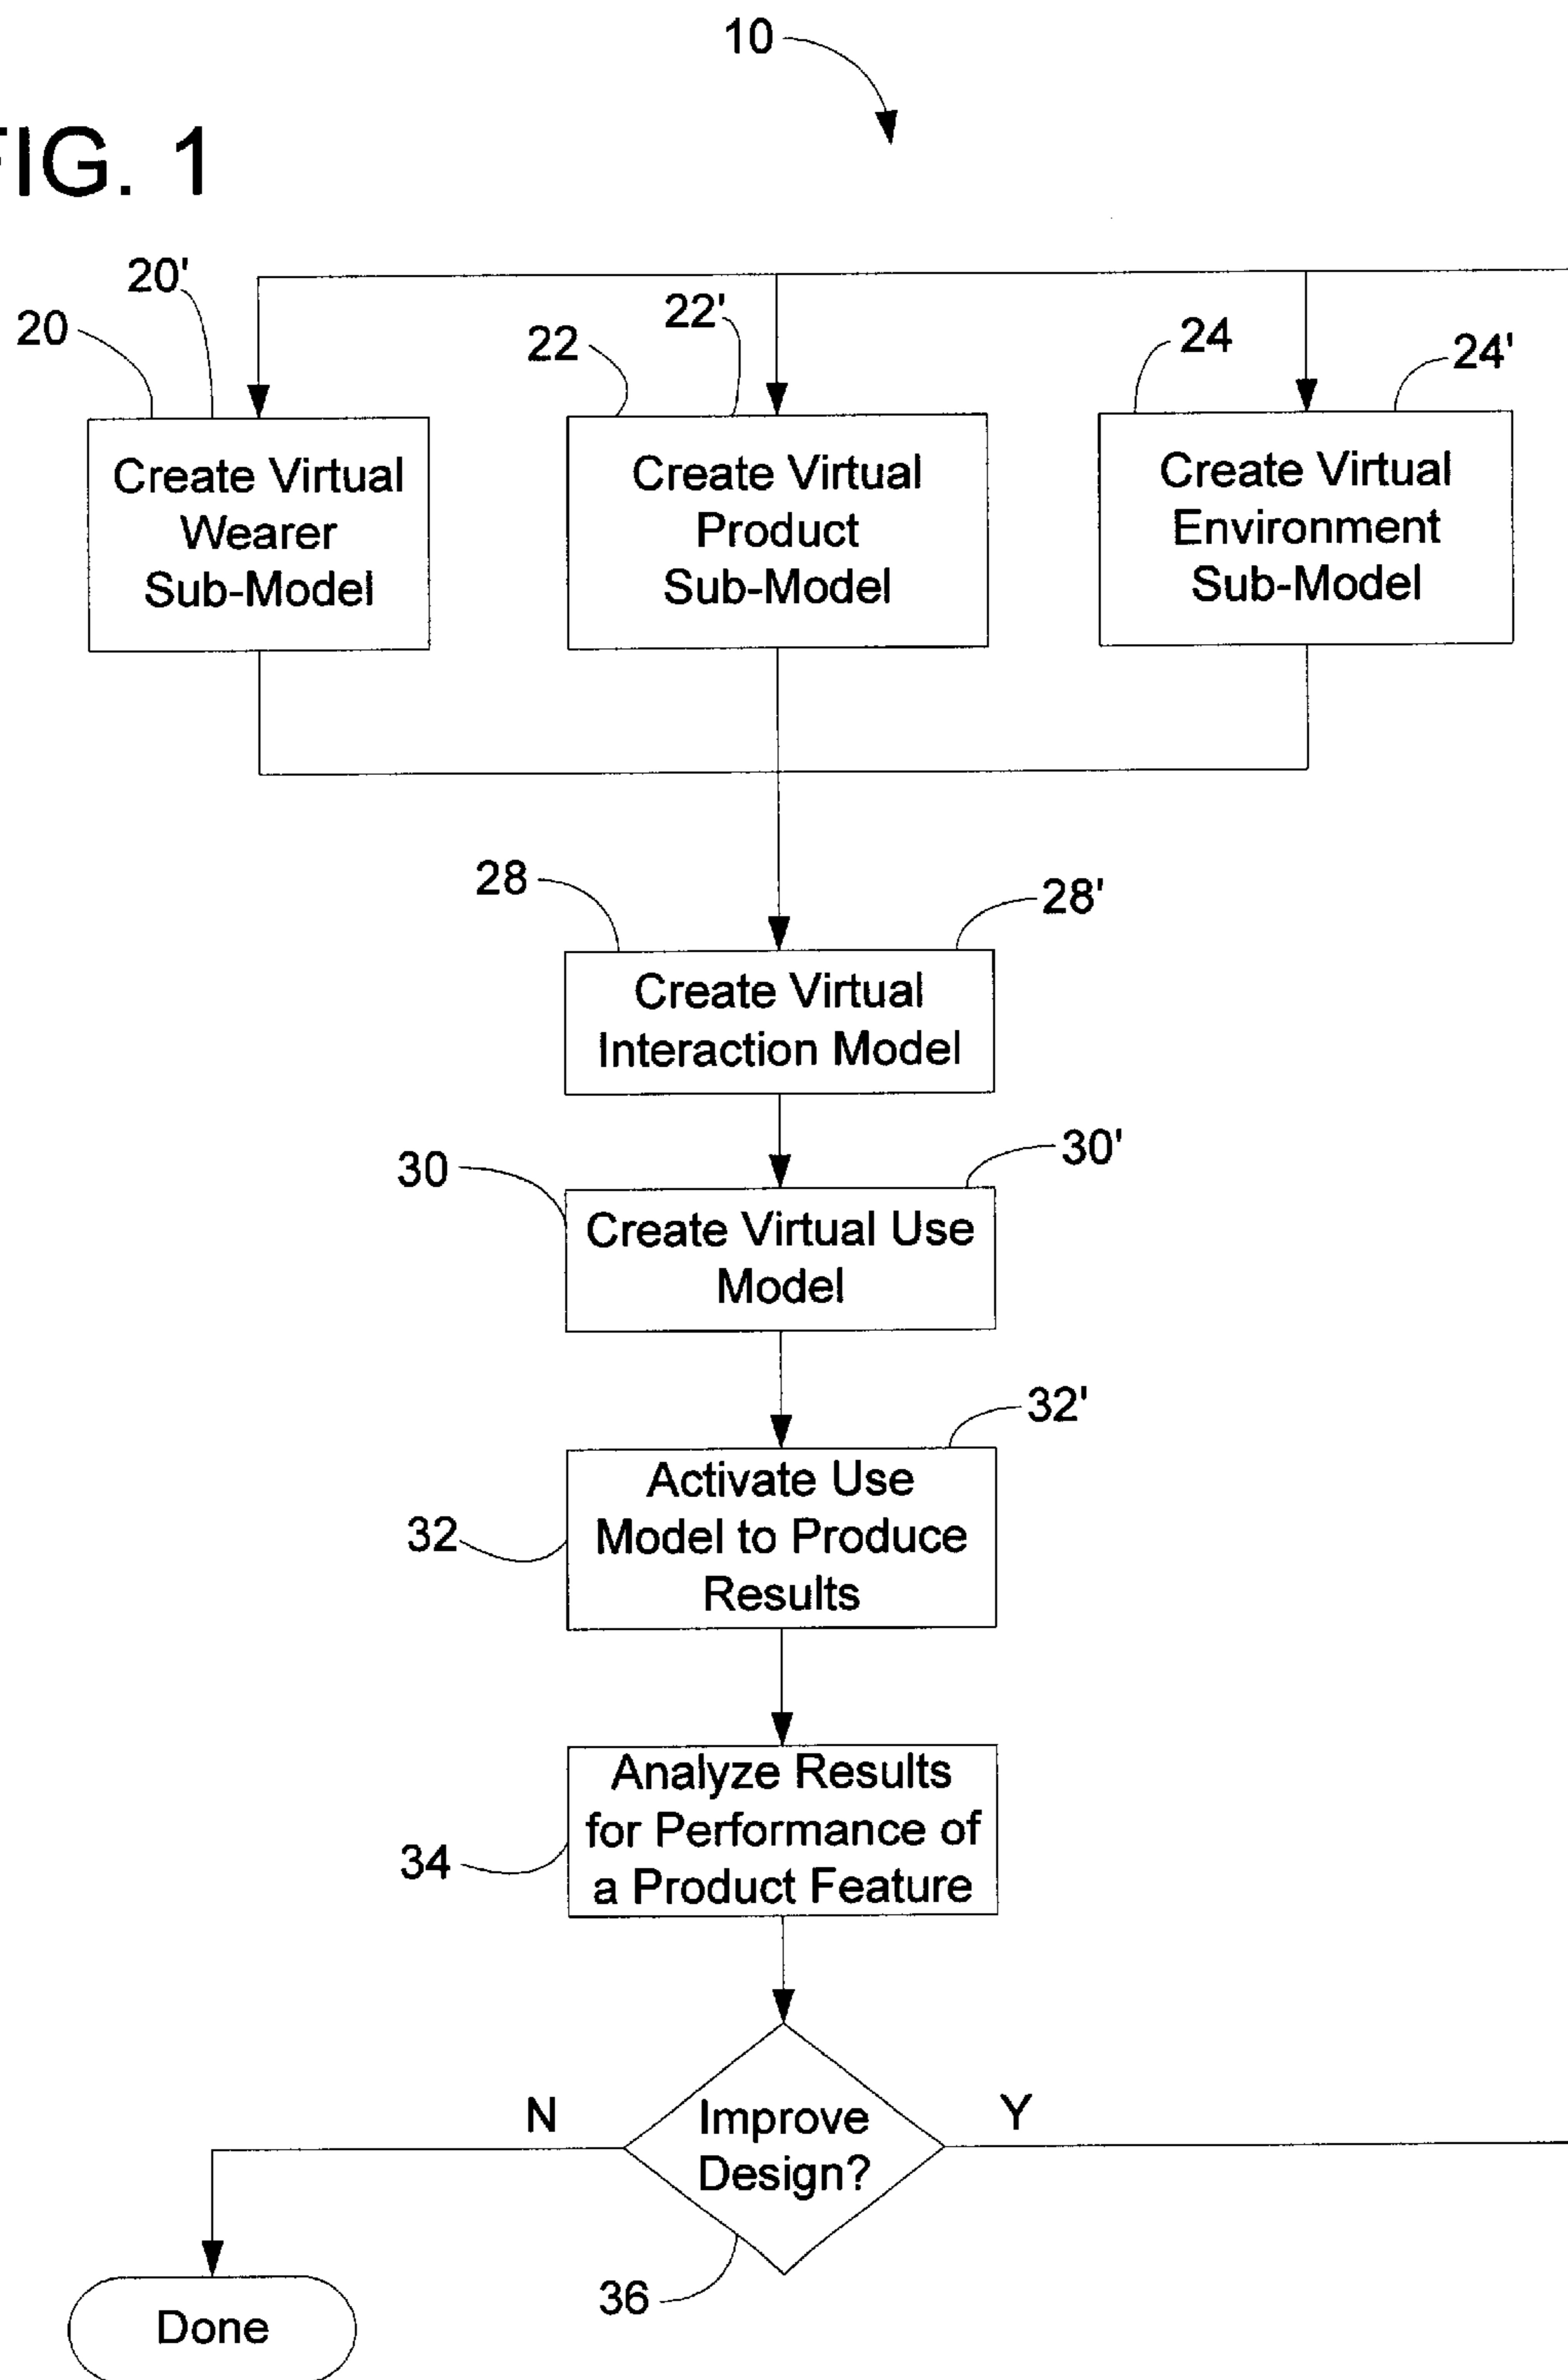 10
FIG. 1
20'
20
22'
22
24
24'
Create Virtual
Wearer
Sub-Model
Create Virtual
Product
Sub-Model
Create Virtual
Environment
Sub-Model
28
28'
Create Virtual
Interaction Model
30
30'
Create Virtual Use
Model
32'
32
Activate Use
Model to Produce
Results
34
Analyze Results
for Performance of
a Product Feature
N
Y
Improve
Design?
36
Done